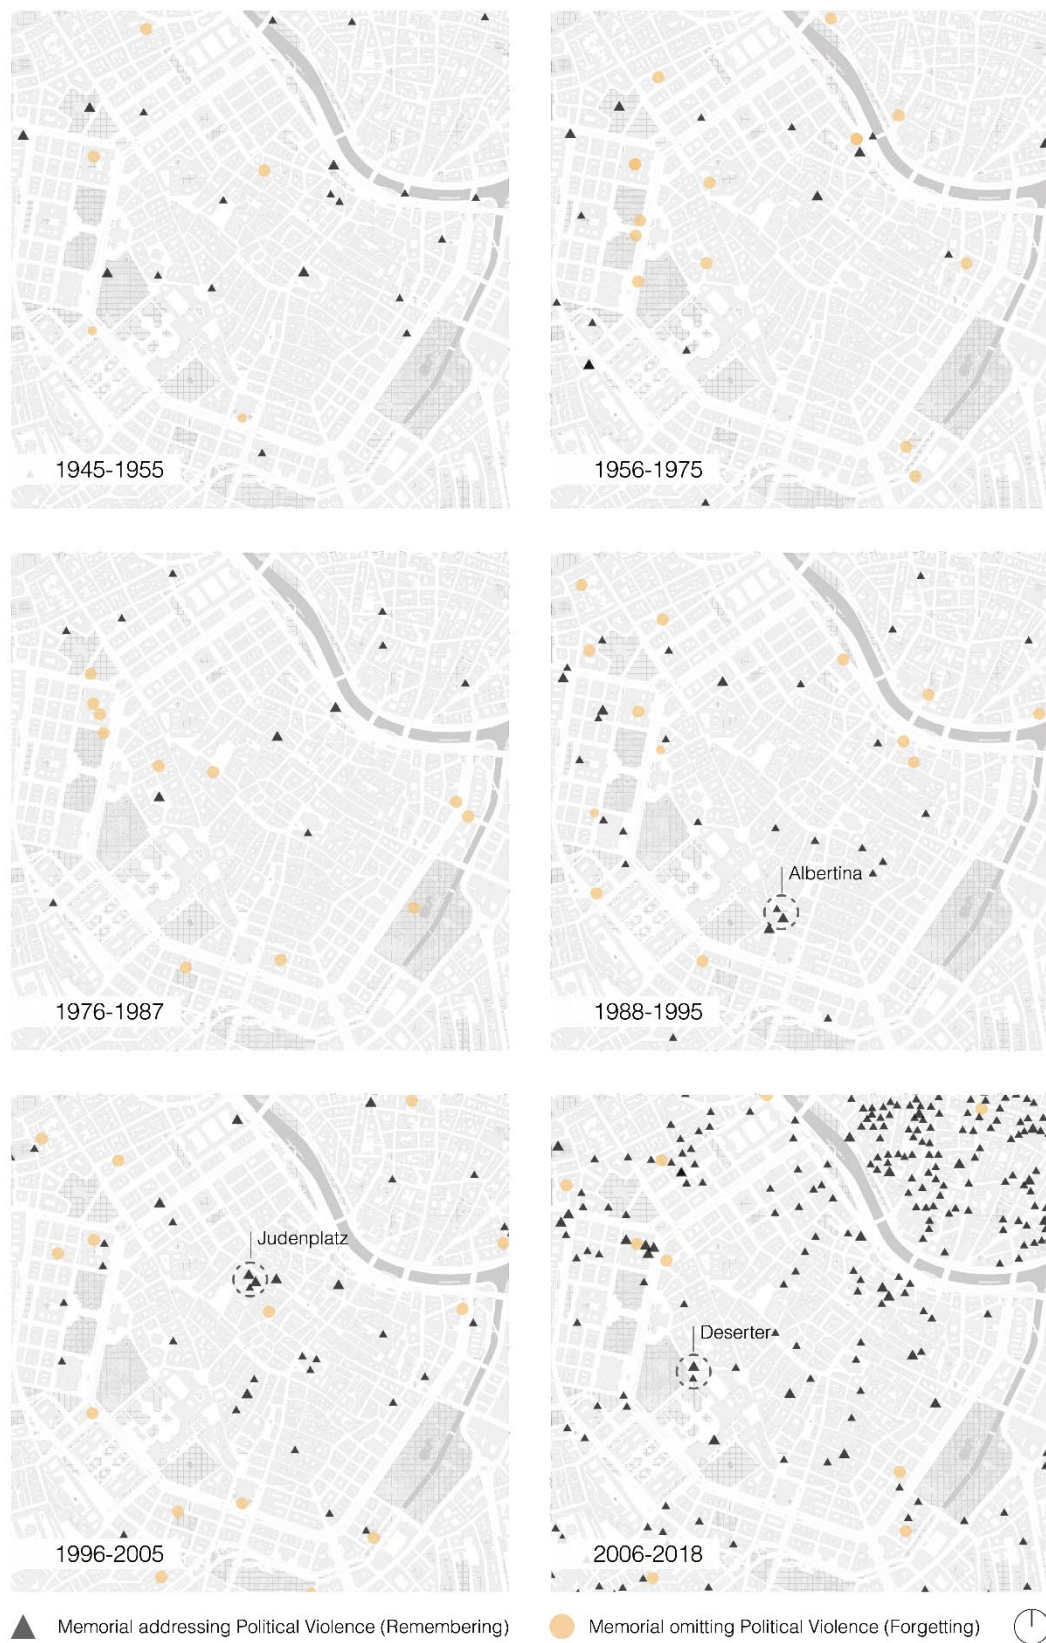 1945-1955
1956-1975
1976-1987
Albertina
1988-1995
Judenplatz
1996-2005
Deserter
2006-2018
Memorial addressing Political Violence (Remembering)
Memorial omitting Political Violence (Forgetting)